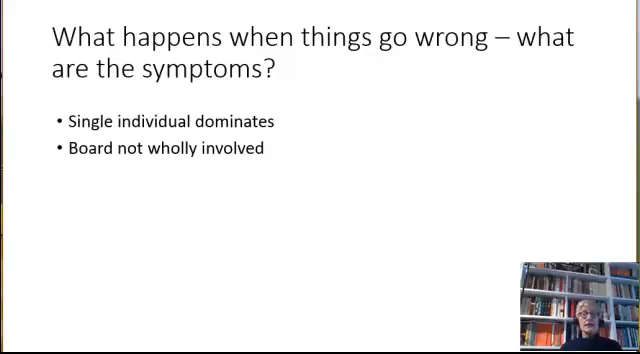 What happens when things go wrong – what
are the symptoms?
• Single individual dominates
• Board not wholly involved